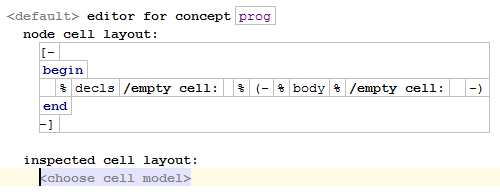 <default> editor for concept prog
node cell layout:
[-
begin
% decls /empty cell: % (- % body % /empty cell: -)
end
-]
inspected cell layout:
<choose cell model>